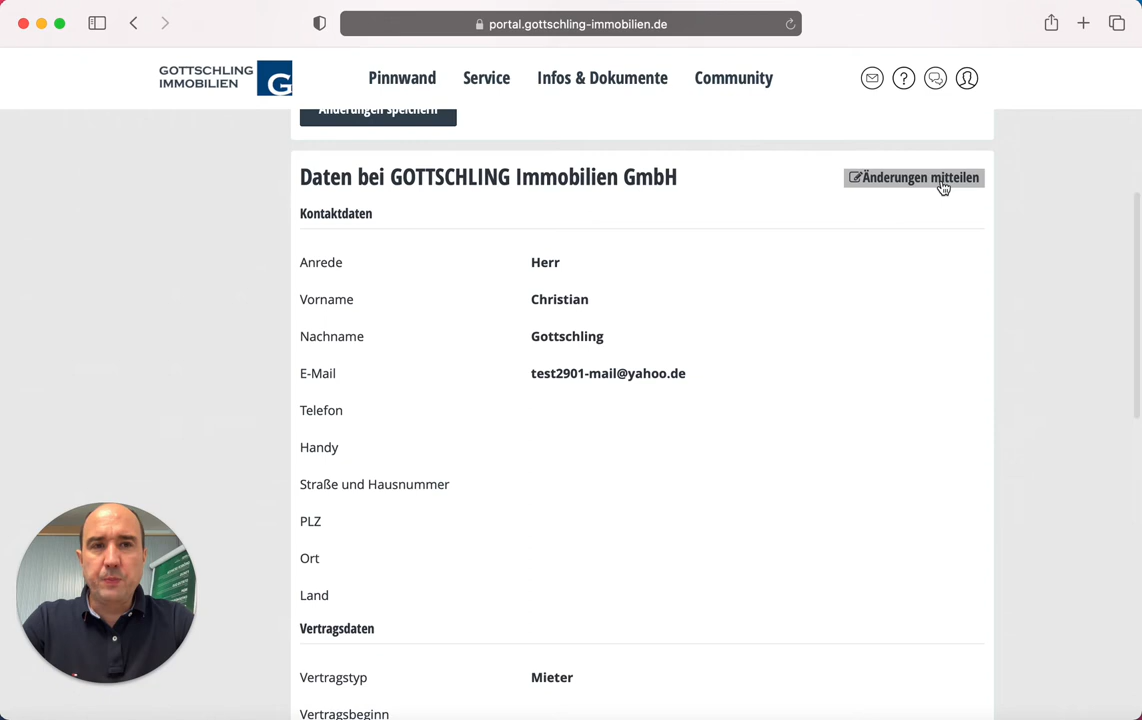 portal.gottschling-immobilien.de
GOTTSCHLING
IMMOBILIEN
G
Pinnwand Service Infos & Dokumente Community
?
Änderungen speichern
Daten bei GOTTSCHLING Immobilien GmbH
Änderungen mitteilen
Kontaktdaten
Anrede Herr
Vorname Christian
Nachname Gottschling
E-Mail test2901-mail@yahoo.de
Telefon
Handy
Straße und Hausnummer
PLZ
Ort
Land
Vertragsdaten
Vertragstyp Mieter
Vertragsbeginn